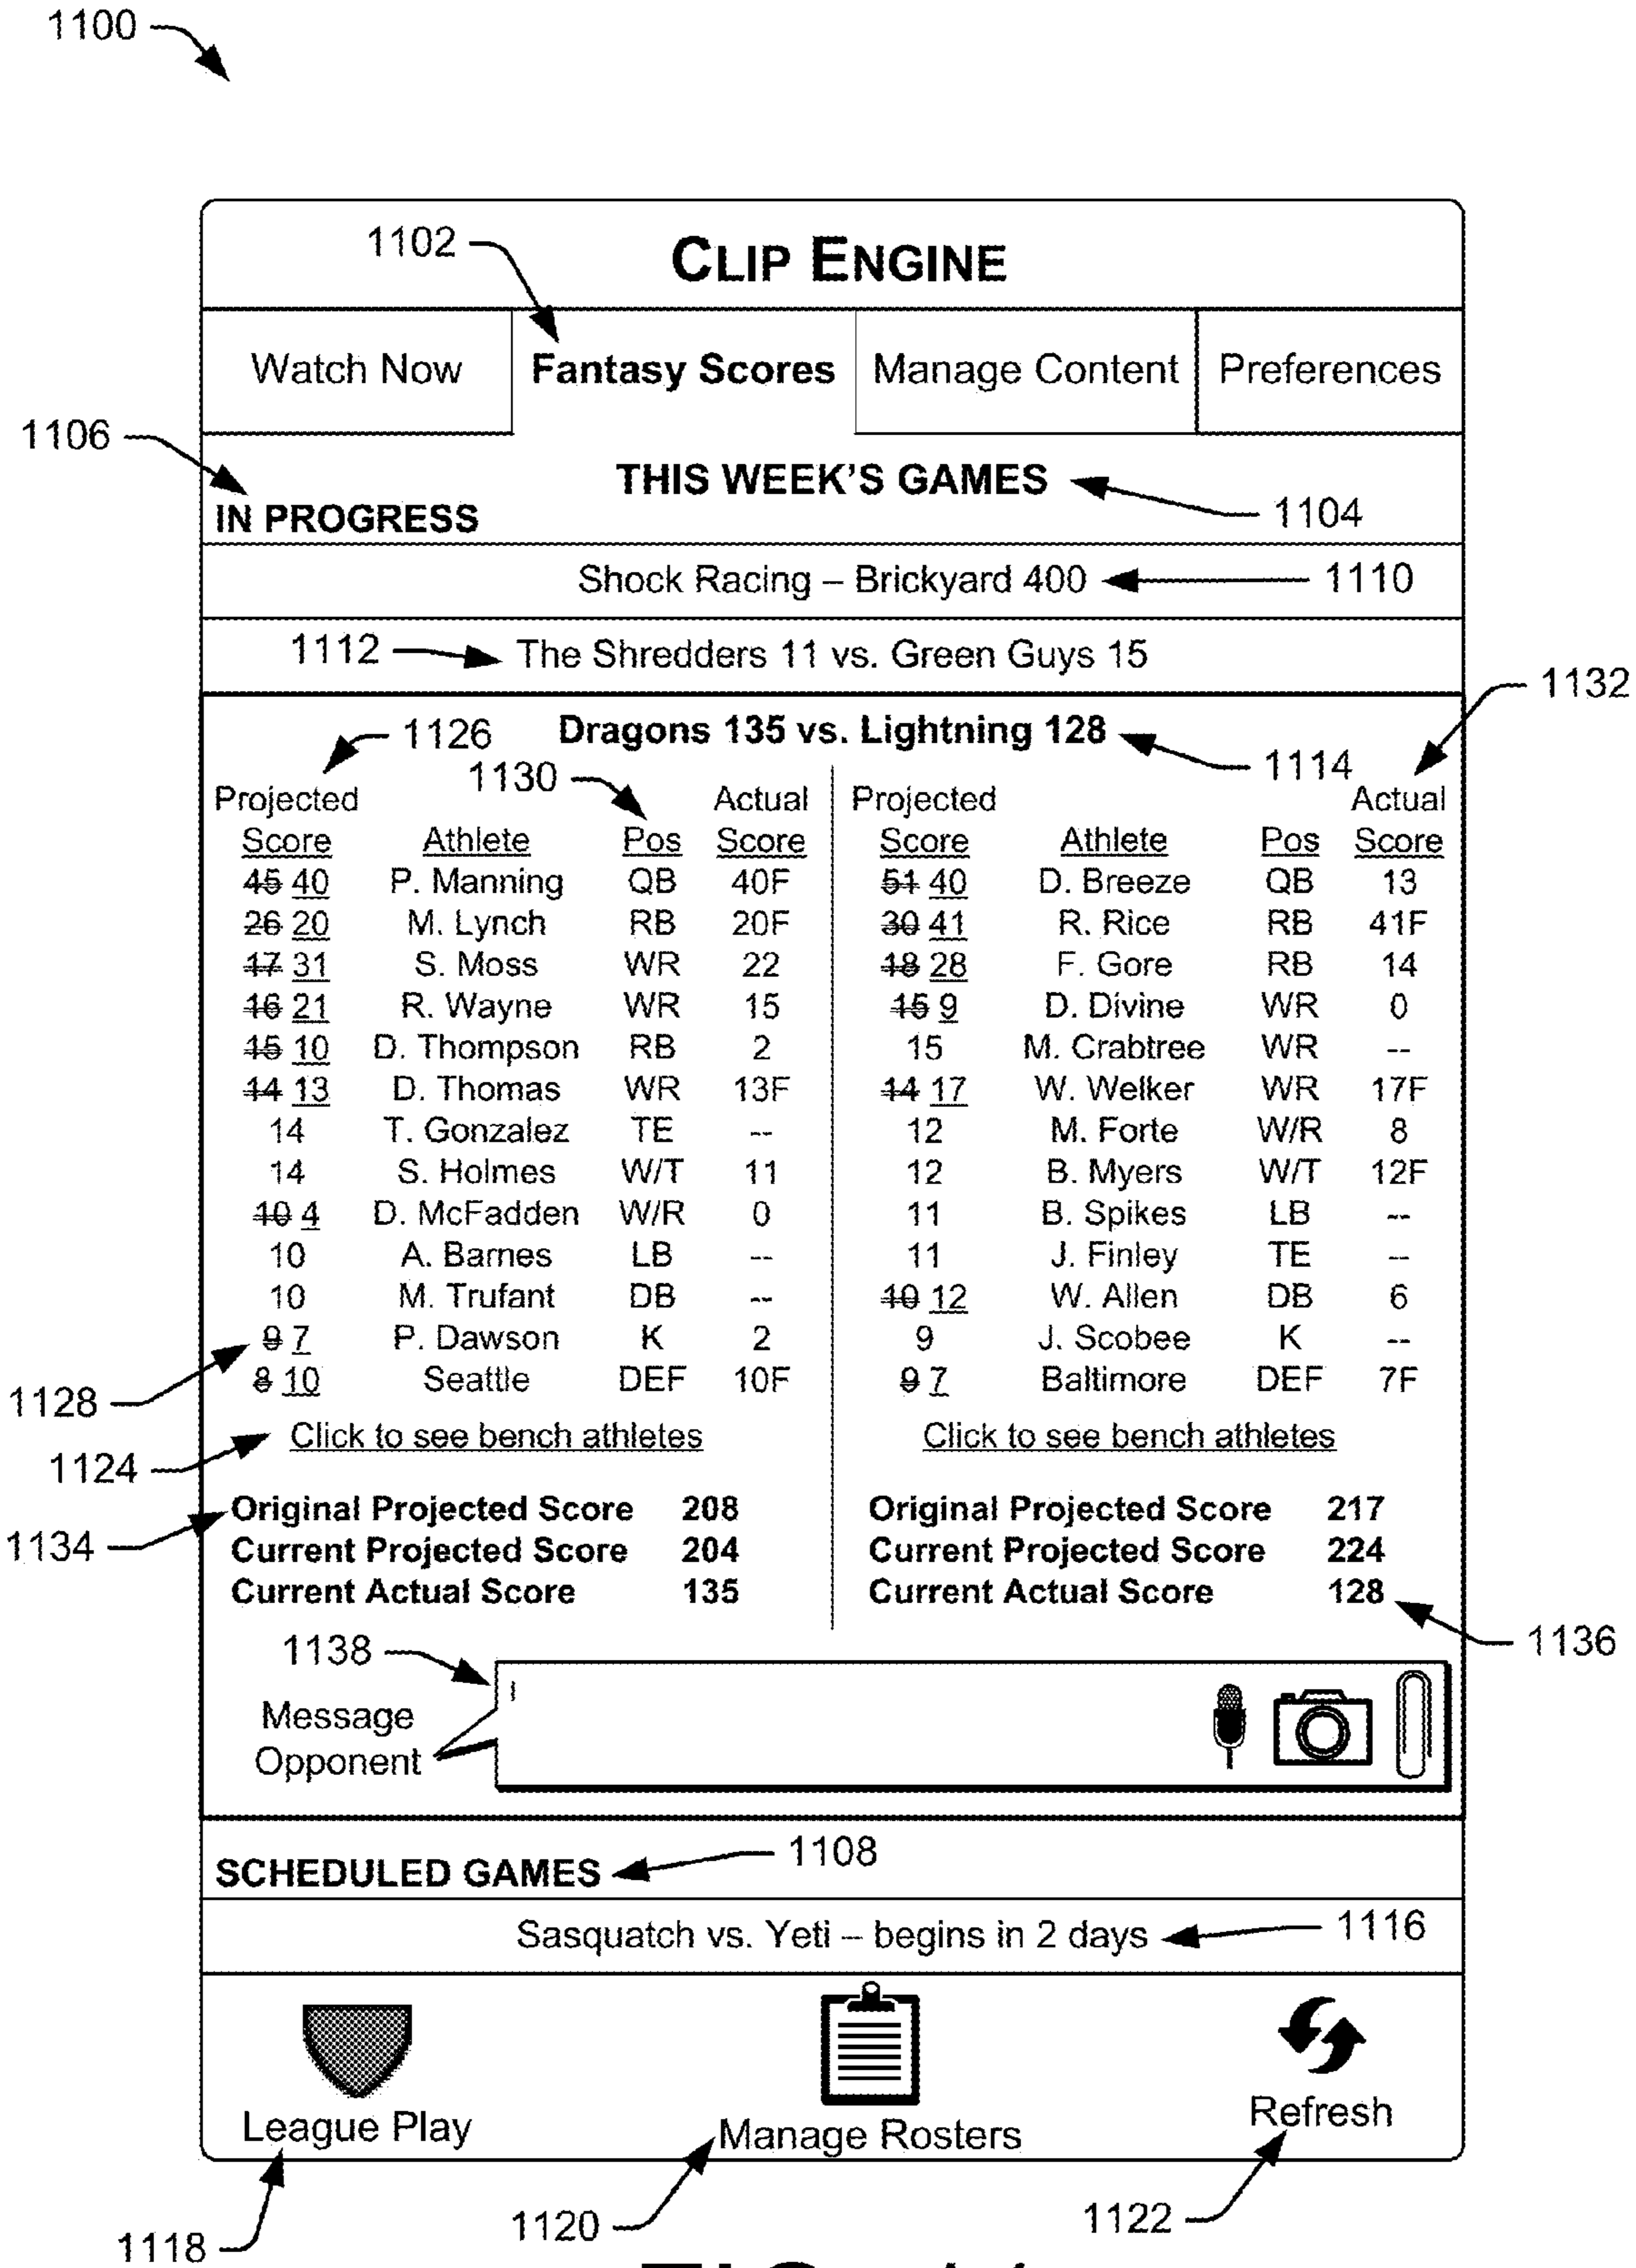 1100
1102
CLIP ENGINE
Watch Now Fantasy Scores Manage Content Preferences
1106
THIS WEEK'S GAMES
IN PROGRESS
1104
Shock Racing – Brickyard 400 1110
1112 The Shredders 11 vs. Green Guys 15
1132
1126 Dragons 135 vs. Lightning 128
1130 1114
Projected Actual Projected Actual
Score Athlete Pos Score Score Athlete Pos Score
45 40 P. Manning QB 40F 51 40 D. Breeze QB 13
26 20 M. Lynch RB 20F 30 41 R. Rice RB 41F
17 31 S. Moss WR 22 18 28 F. Gore RB 14
16 21 R. Wayne WR 15 15 9 D. Divine WR 0
15 10 D. Thompson RB 2 15 M. Crabtree WR --
14 13 D. Thomas WR 13F 14 17 W. Welker WR 17F
14 T. Gonzalez TE -- 12 M. Forte W/R 8
14 S. Holmes W/T 11 12 B. Myers W/T 12F
10 4 D. McFadden W/R 0 11 B. Spikes LB --
10 A. Barnes LB -- 11 J. Finley TE --
10 M. Trufant DB -- 10 12 W. Allen DB 6
9 7 P. Dawson K 2 9 J. Scobee K --
8 10 Seattle DEF 10F 9 7 Baltimore DEF 7F
1128
Click to see bench athletes Click to see bench athletes
1124
Original Projected Score 208 Original Projected Score 217
1134
Current Projected Score 204 Current Projected Score 224
Current Actual Score 135 Current Actual Score 128
1136
1138
Message
Opponent
1108
SCHEDULED GAMES
Sasquatch vs. Yeti – begins in 2 days 1116
League Play Manage Rosters Refresh
1118 1120 1122